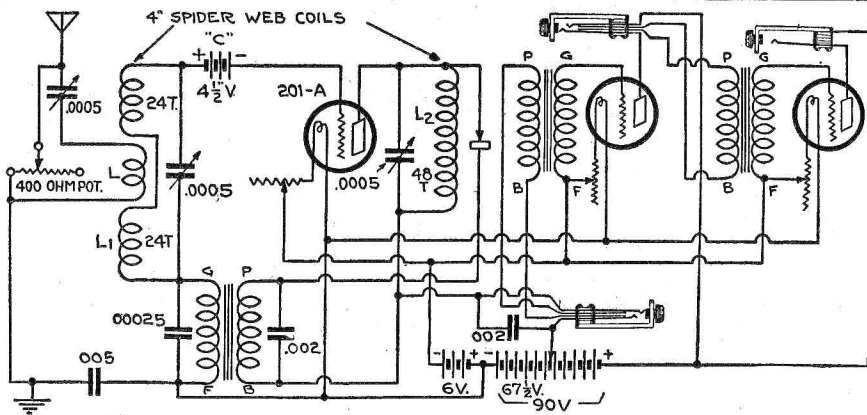 4" SPIDER WEB COILS
"C"
+ -
4½"V.
P G
P G
.0005
24T.
201-A
L2
L
.0005
.0005
48
T
400 OHM POT.
B F
B F
L1
24T
G P
.00025
.002
.002
.005
F B
- + - +
6V.
67½V.
90V